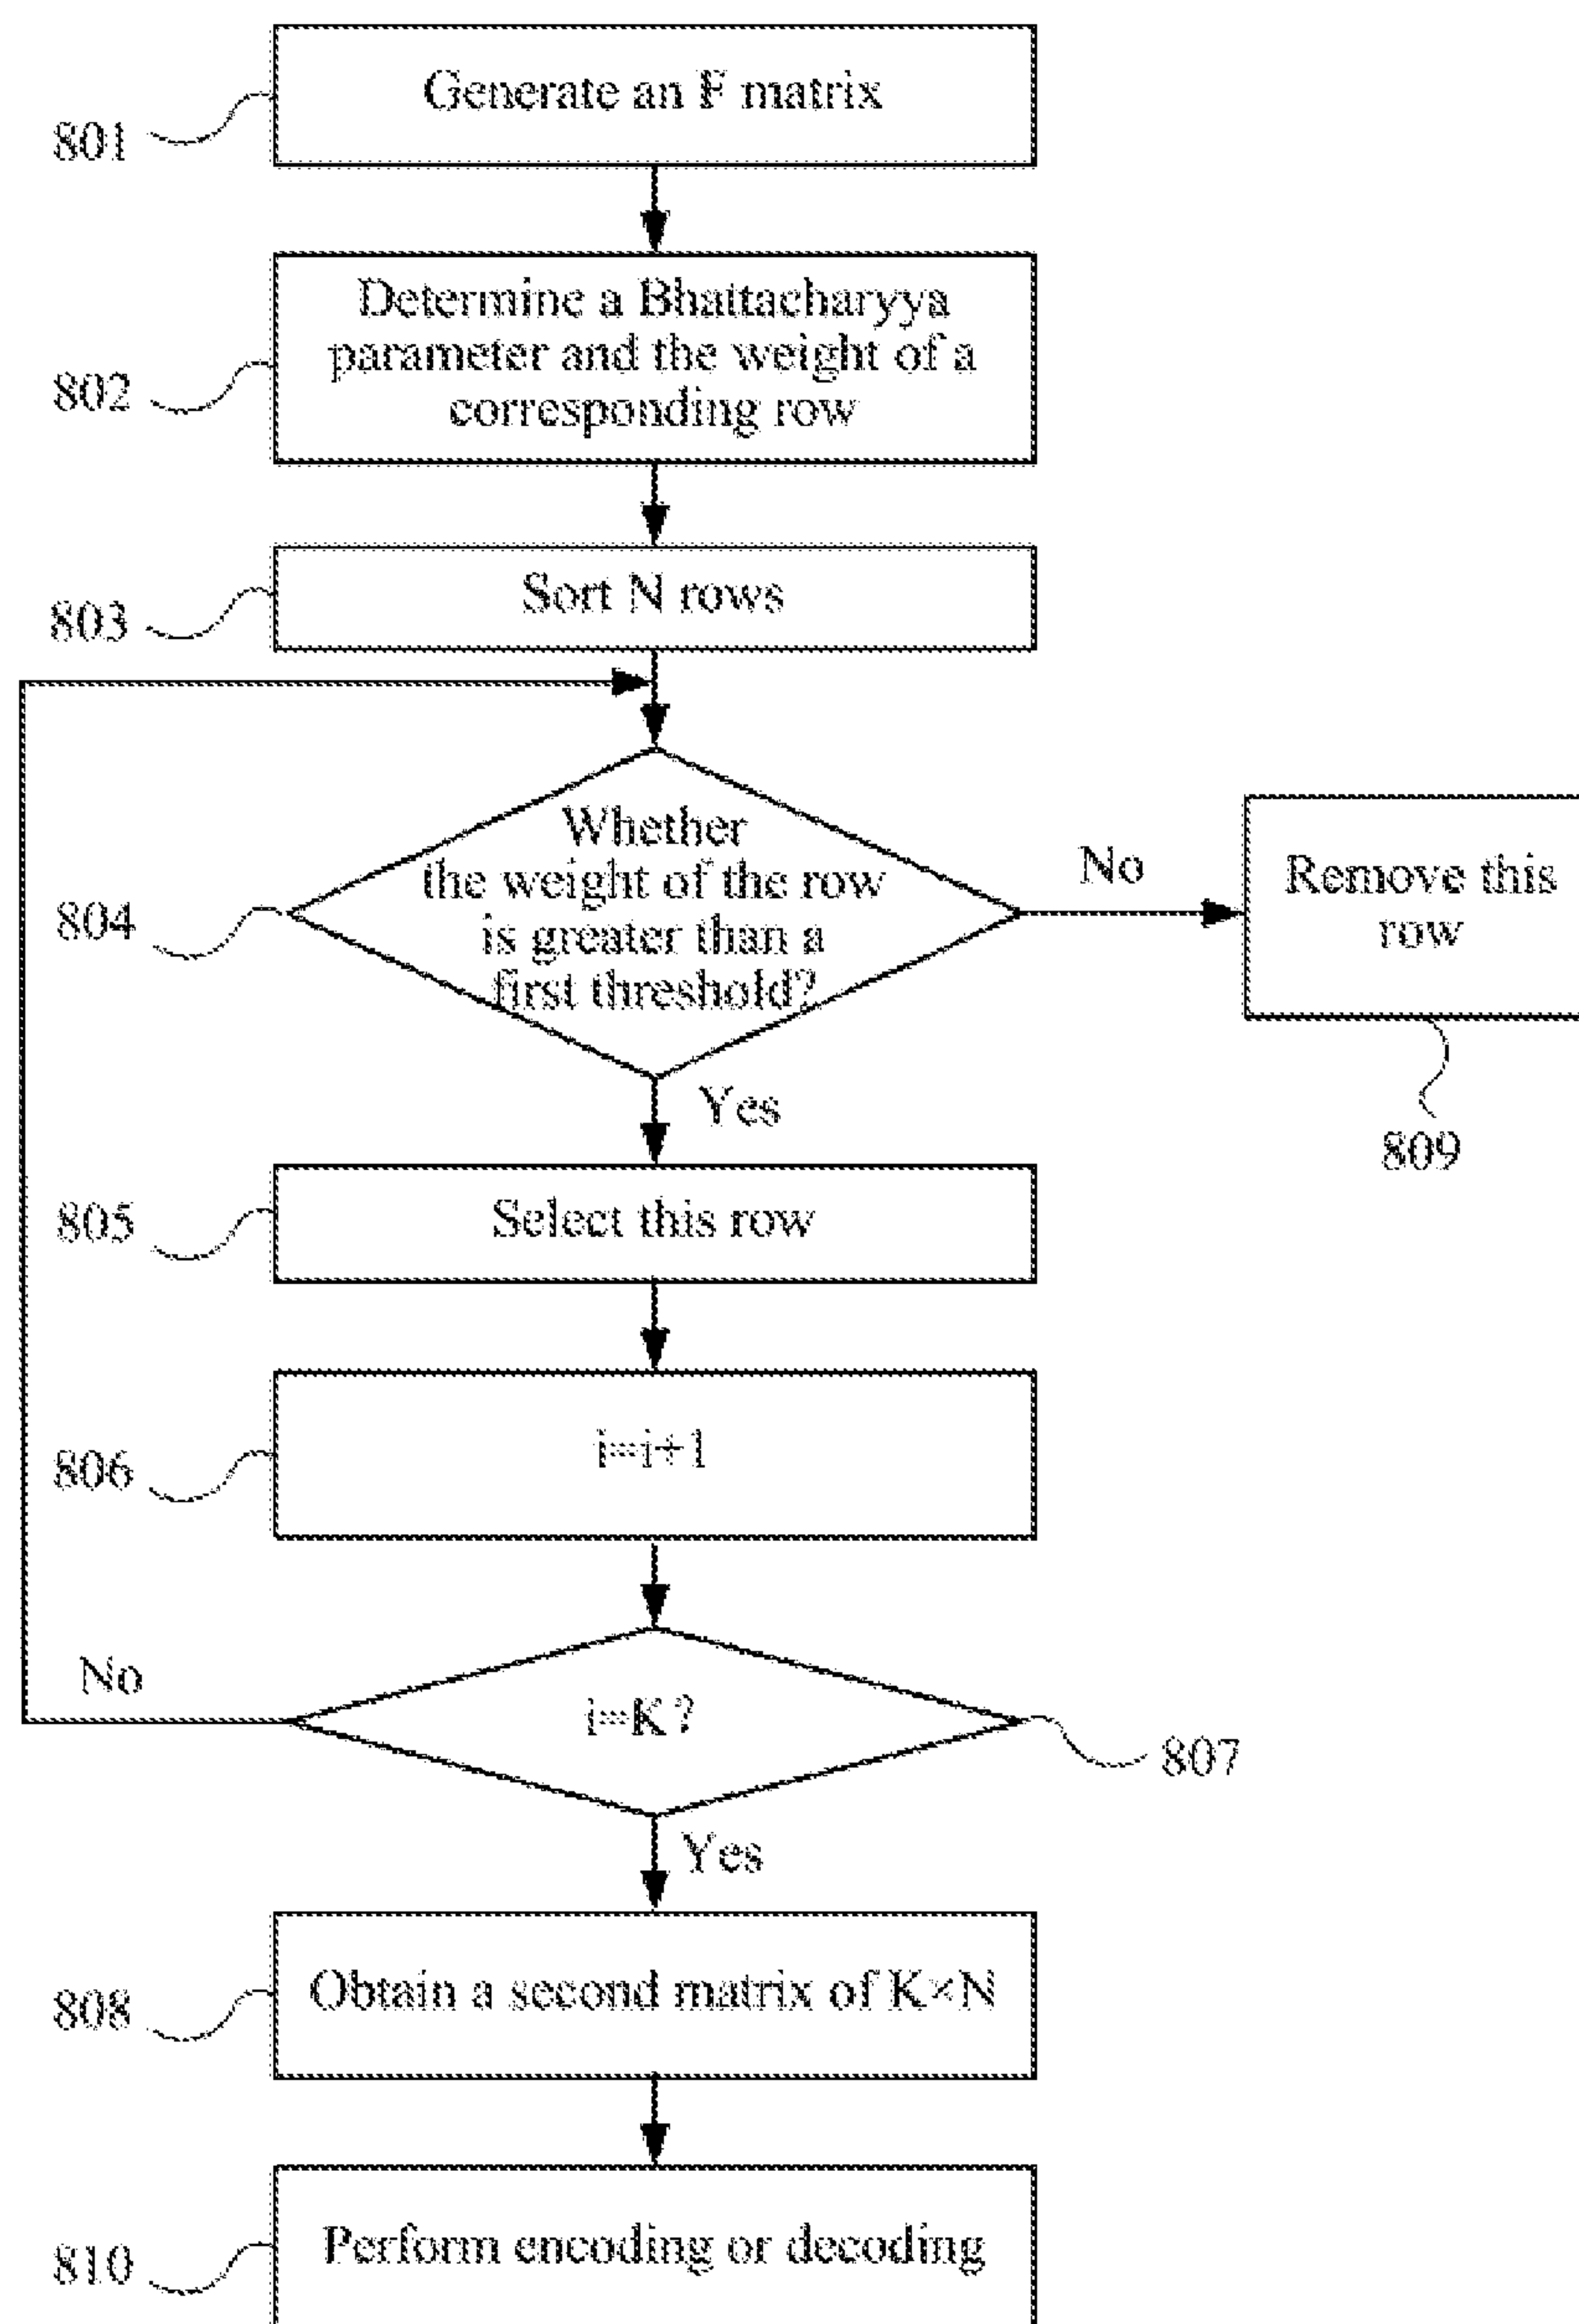 Generate an F matrix
801
Determine a Bhattacharyya
parameter and the weight of a
corresponding row
802
Sort N rows
803
Whether
the weight of the row
is greater than a
first threshold?
804
No
Remove this
row
809
Yes
Select this row
805
i=i+1
806
No
i=K?
807
Yes
Obtain a second matrix of K×N
808
Perform encoding or decoding
810